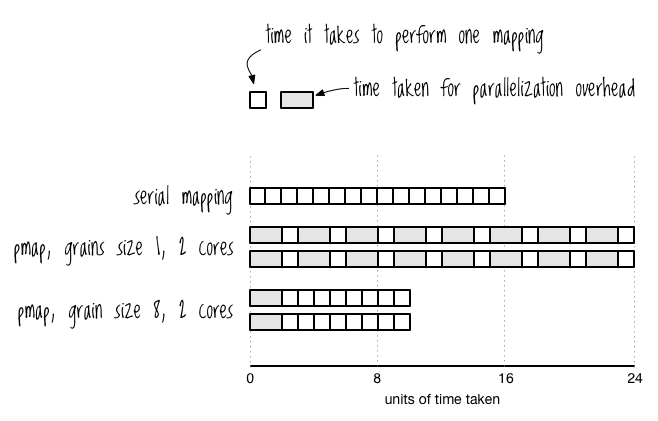 time it takes to perform one mapping
time taken for parallelization overhead
serial mapping
pmap, grains size 1, 2 cores
pmap, grain size 8, 2 cores
0 8 16 24
units of time taken